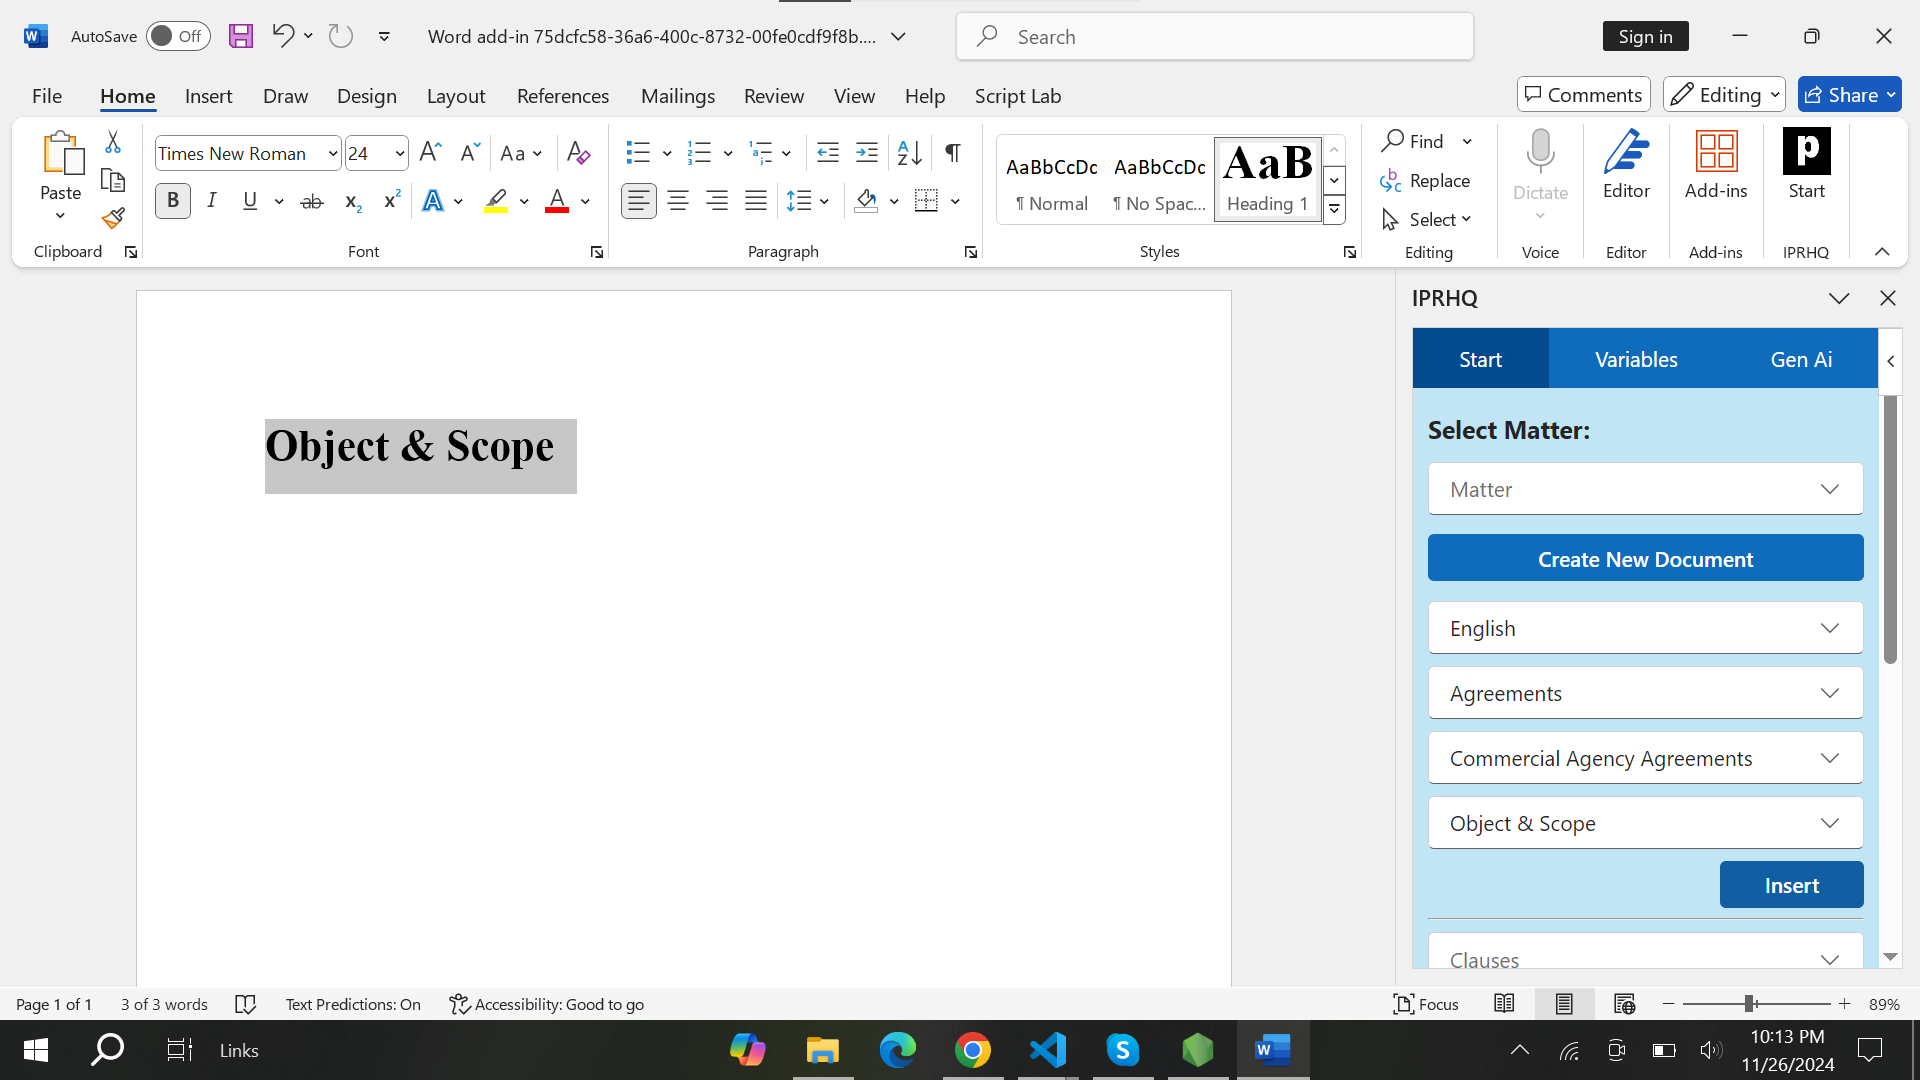 AutoSave Off Word add-in 75dcfc58-36a6-400c-8732-00fe0cdf9f8b.... Search Sign in
File Home Insert Draw Design Layout References Mailings Review View Help Script Lab Comments Editing Share
Paste
Clipboard
Times New Roman 24
Font
Paragraph
AaBbCcDc AaBbCcDc AaB
¶ Normal ¶ No Spac... Heading 1
Styles
Find
Replace
Select
Editing
Dictate
Voice
Editor
Editor
Add-ins
Add-ins
Start
IPRHQ
Object & Scope
IPRHQ
Start Variables Gen Ai
Select Matter:
Matter
Create New Document
English
Agreements
Commercial Agency Agreements
Object & Scope
Insert
Clauses
Page 1 of 1 3 of 3 words Text Predictions: On Accessibility: Good to go Focus 89%
Links
10:13 PM
11/26/2024